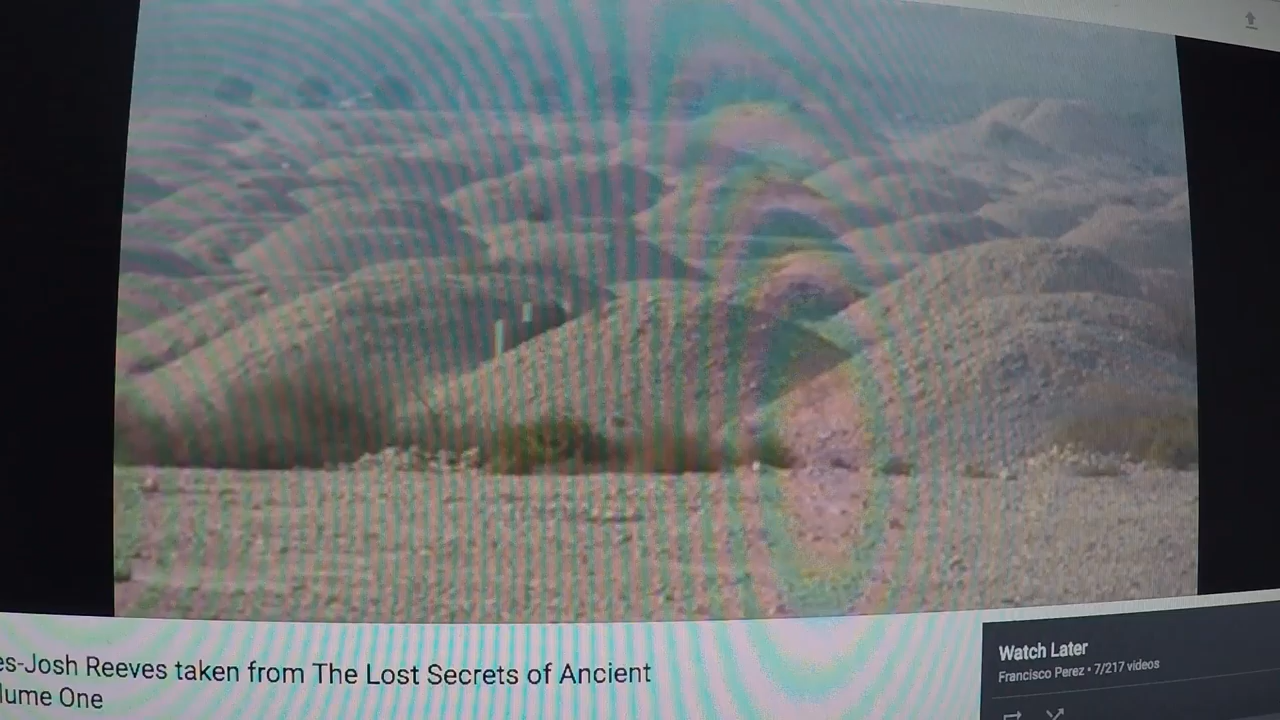 es-Josh Reeves taken from The Lost Secrets of Ancient
lume One
Watch Later
Francisco Perez • 7/217 videos